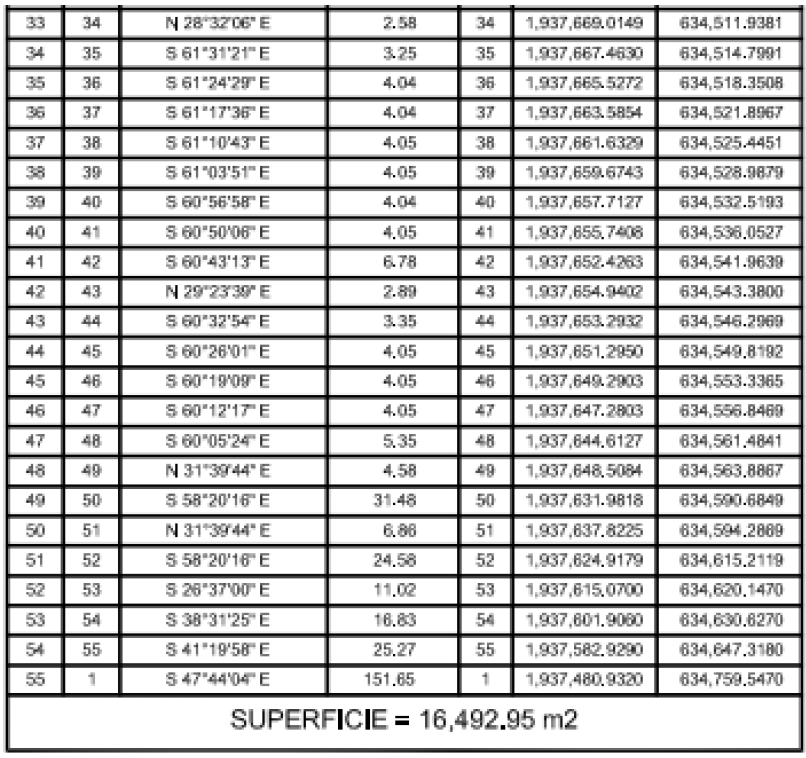 33 34 N 28°32'06" E 2.58 34 1,937,669.0149 634,511.9381
34 35 S 61°31'21" E 3.25 35 1,937,667.4630 634,514.7991
35 36 S 61°24'29" E 4.04 36 1,937,665.5272 634,518.3508
36 37 S 61°17'36" E 4.04 37 1,937,663.5854 634,521.8967
37 38 S 61°10'43" E 4.05 38 1,937,661.6329 634,525.4451
38 39 S 61°03'51" E 4.05 39 1,937,659.6743 634,528.9879
39 40 S 60°56'58" E 4.04 40 1,937,657.7127 634,532.5193
40 41 S 60°50'06" E 4.05 41 1,937,655.7408 634,536.0527
41 42 S 60°43'13" E 6.78 42 1,937,652.4263 634,541.9639
42 43 N 29°23'39" E 2.89 43 1,937,654.9402 634,543.3800
43 44 S 60°32'54" E 3.35 44 1,937,653.2932 634,546.2969
44 45 S 60°26'01" E 4.05 45 1,937,651.2950 634,549.8192
45 46 S 60°19'09" E 4.05 46 1,937,649.2903 634,553.3365
46 47 S 60°12'17" E 4.05 47 1,937,647.2803 634,556.8469
47 48 S 60°05'24" E 5.35 48 1,937,644.6127 634,561.4841
48 49 N 31°39'44" E 4.58 49 1,937,648.5084 634,563.8867
49 50 S 58°20'16" E 31.48 50 1,937,631.9818 634,590.6849
50 51 N 31°39'44" E 6.86 51 1,937,637.8225 634,594.2869
51 52 S 58°20'16" E 24.58 52 1,937,624.9179 634,615.2119
52 53 S 26°37'00" E 11.02 53 1,937,615.0700 634,620.1470
53 54 S 38°31'25" E 16.83 54 1,937,601.9060 634,630.6270
54 55 S 41°19'58" E 25.27 55 1,937,582.9290 634,647.3180
55 1 S 47°44'04" E 151.65 1 1,937,480.9320 634,759.5470
SUPERFICIE = 16,492.95 m2